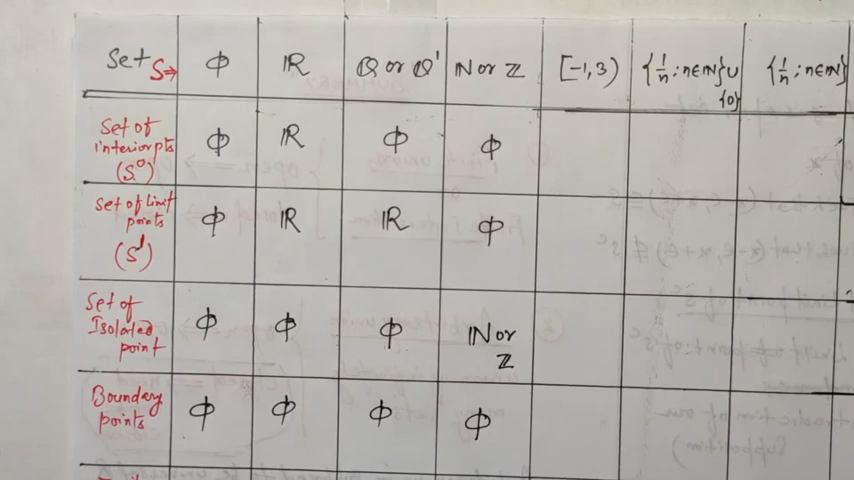 Set S⇒ ϕ ℝ ℚ or ℚ' ℕ or ℤ [-1,3) {1/n ; n∈ℕ}∪ {1/n ; n∈ℕ}
{0}
Set of
interior pts
(S⁰) ϕ ℝ ϕ ϕ
Set of limit
points
(S') ϕ ℝ ℝ ϕ
Set of
Isolated
point ϕ ϕ ϕ ℕ or
ℤ
Boundary
points ϕ ϕ ϕ ϕ